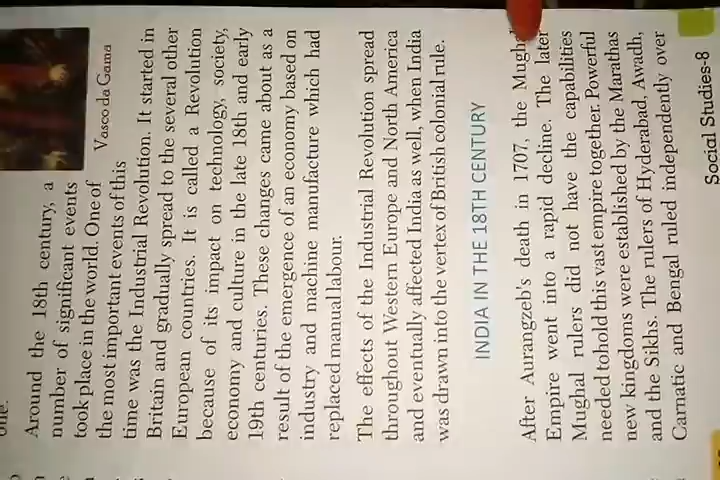 one.
Around the 18th century, a
number of significant events
took place in the world. One of
Vasco da Gama
the most important events of this
time was the Industrial Revolution. It started in
Britain and gradually spread to the several other
European countries. It is called a Revolution
because of its impact on technology, society,
economy and culture in the late 18th and early
19th centuries. These changes came about as a
result of the emergence of an economy based on
industry and machine manufacture which had
replaced manual labour.
The effects of the Industrial Revolution spread
throughout Western Europe and North America
and eventually affected India as well, when India
was drawn into the vertex of British colonial rule.
INDIA IN THE 18TH CENTURY
After Aurangzeb's death in 1707, the Mughal
Empire went into a rapid decline. The later
Mughal rulers did not have the capabilities
needed tohold this vast empire together. Powerful
new kingdoms were established by the Marathas
and the Sikhs. The rulers of Hyderabad, Awadh,
Carnatic and Bengal ruled independently over
Social Studies-8